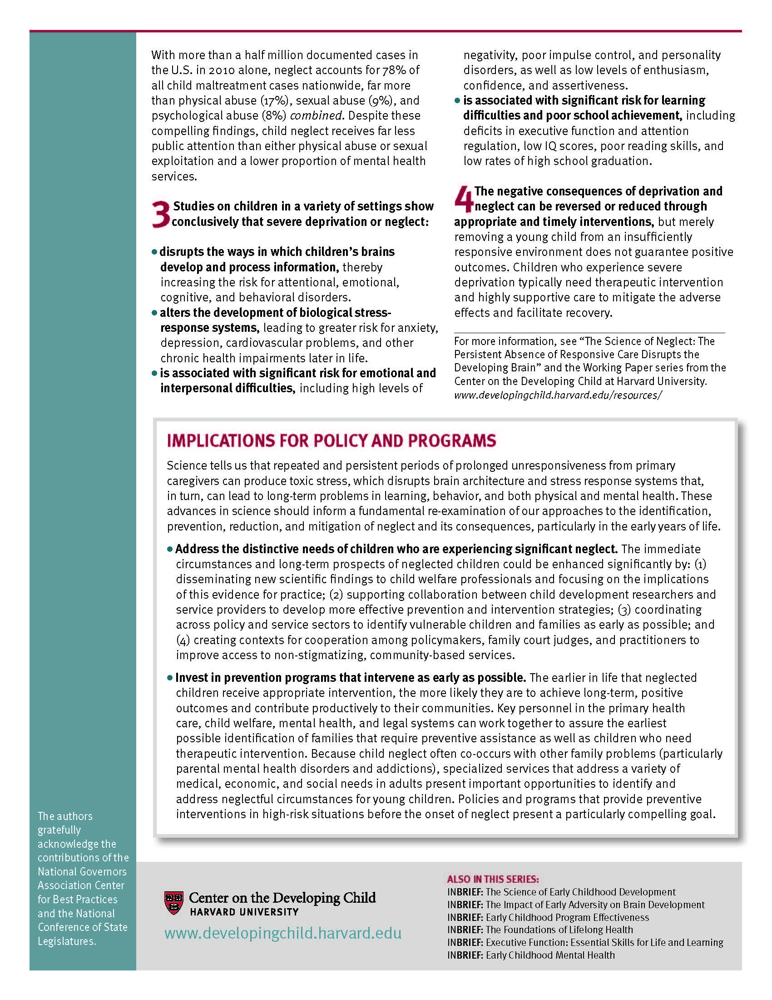 With more than a half million documented cases in
the U.S. in 2010 alone, neglect accounts for 78% of
all child maltreatment cases nationwide, far more
than physical abuse (17%), sexual abuse (9%), and
psychological abuse (8%) combined. Despite these
compelling findings, child neglect receives far less
public attention than either physical abuse or sexual
exploitation and a lower proportion of mental health
services.
3 Studies on children in a variety of settings show
conclusively that severe deprivation or neglect:
• disrupts the ways in which children’s brains
develop and process information, thereby
increasing the risk for attentional, emotional,
cognitive, and behavioral disorders.
• alters the development of biological stress-
response systems, leading to greater risk for anxiety,
depression, cardiovascular problems, and other
chronic health impairments later in life.
• is associated with significant risk for emotional and
interpersonal difficulties, including high levels of
negativity, poor impulse control, and personality
disorders, as well as low levels of enthusiasm,
confidence, and assertiveness.
• is associated with significant risk for learning
difficulties and poor school achievement, including
deficits in executive function and attention
regulation, low IQ scores, poor reading skills, and
low rates of high school graduation.
4 The negative consequences of deprivation and
neglect can be reversed or reduced through
appropriate and timely interventions, but merely
removing a young child from an insufficiently
responsive environment does not guarantee positive
outcomes. Children who experience severe
deprivation typically need therapeutic intervention
and highly supportive care to mitigate the adverse
effects and facilitate recovery.
For more information, see “The Science of Neglect: The
Persistent Absence of Responsive Care Disrupts the
Developing Brain” and the Working Paper series from the
Center on the Developing Child at Harvard University.
www.developingchild.harvard.edu/resources/
IMPLICATIONS FOR POLICY AND PROGRAMS
Science tells us that repeated and persistent periods of prolonged unresponsiveness from primary
caregivers can produce toxic stress, which disrupts brain architecture and stress response systems that,
in turn, can lead to long-term problems in learning, behavior, and both physical and mental health. These
advances in science should inform a fundamental re-examination of our approaches to the identification,
prevention, reduction, and mitigation of neglect and its consequences, particularly in the early years of life.
• Address the distinctive needs of children who are experiencing significant neglect. The immediate
circumstances and long-term prospects of neglected children could be enhanced significantly by: (1)
disseminating new scientific findings to child welfare professionals and focusing on the implications
of this evidence for practice; (2) supporting collaboration between child development researchers and
service providers to develop more effective prevention and intervention strategies; (3) coordinating
across policy and service sectors to identify vulnerable children and families as early as possible; and
(4) creating contexts for cooperation among policymakers, family court judges, and practitioners to
improve access to non-stigmatizing, community-based services.
• Invest in prevention programs that intervene as early as possible. The earlier in life that neglected
children receive appropriate intervention, the more likely they are to achieve long-term, positive
outcomes and contribute productively to their communities. Key personnel in the primary health
care, child welfare, mental health, and legal systems can work together to assure the earliest
possible identification of families that require preventive assistance as well as children who need
therapeutic intervention. Because child neglect often co-occurs with other family problems (particularly
parental mental health disorders and addictions), specialized services that address a variety of
medical, economic, and social needs in adults present important opportunities to identify and
address neglectful circumstances for young children. Policies and programs that provide preventive
interventions in high-risk situations before the onset of neglect present a particularly compelling goal.
The authors
gratefully
acknowledge the
contributions of the
National Governors
Association Center
for Best Practices
and the National
Conference of State
Legislatures.
Center on the Developing Child
HARVARD UNIVERSITY
www.developingchild.harvard.edu
ALSO IN THIS SERIES:
INBRIEF: The Science of Early Childhood Development
INBRIEF: The Impact of Early Adversity on Brain Development
INBRIEF: Early Childhood Program Effectiveness
INBRIEF: The Foundations of Lifelong Health
INBRIEF: Executive Function: Essential Skills for Life and Learning
INBRIEF: Early Childhood Mental Health